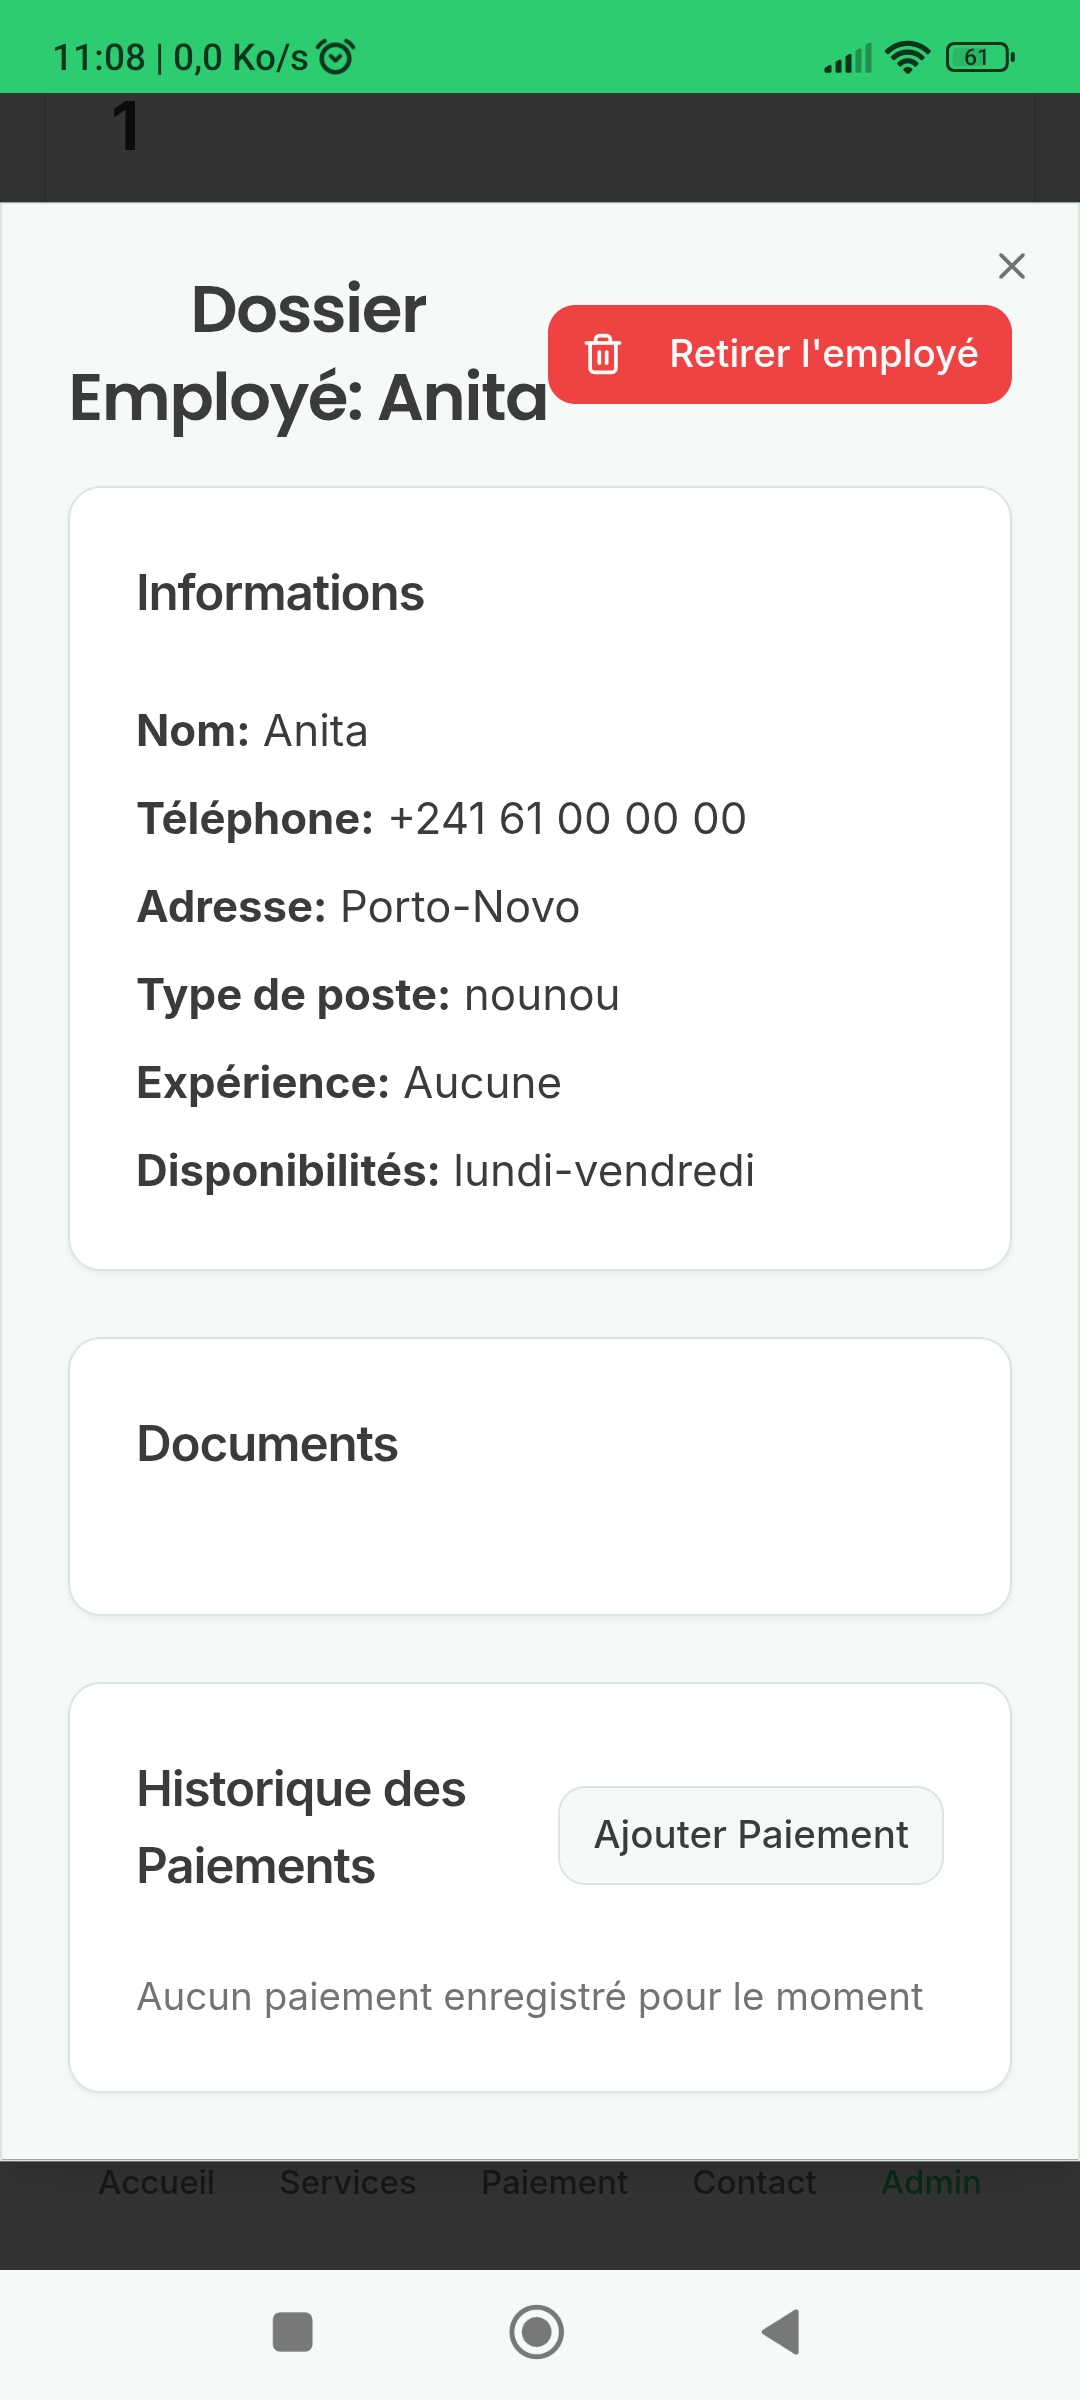 11:08 | 0,0 Ko/s
61
1
Dossier
Employé: Anita
Retirer l'employé
Informations
Nom: Anita
Téléphone: +241 61 00 00 00
Adresse: Porto-Novo
Type de poste: nounou
Expérience: Aucune
Disponibilités: lundi-vendredi
Documents
Historique des
Paiements
Ajouter Paiement
Aucun paiement enregistré pour le moment
Accueil Services Paiement Contact Admin